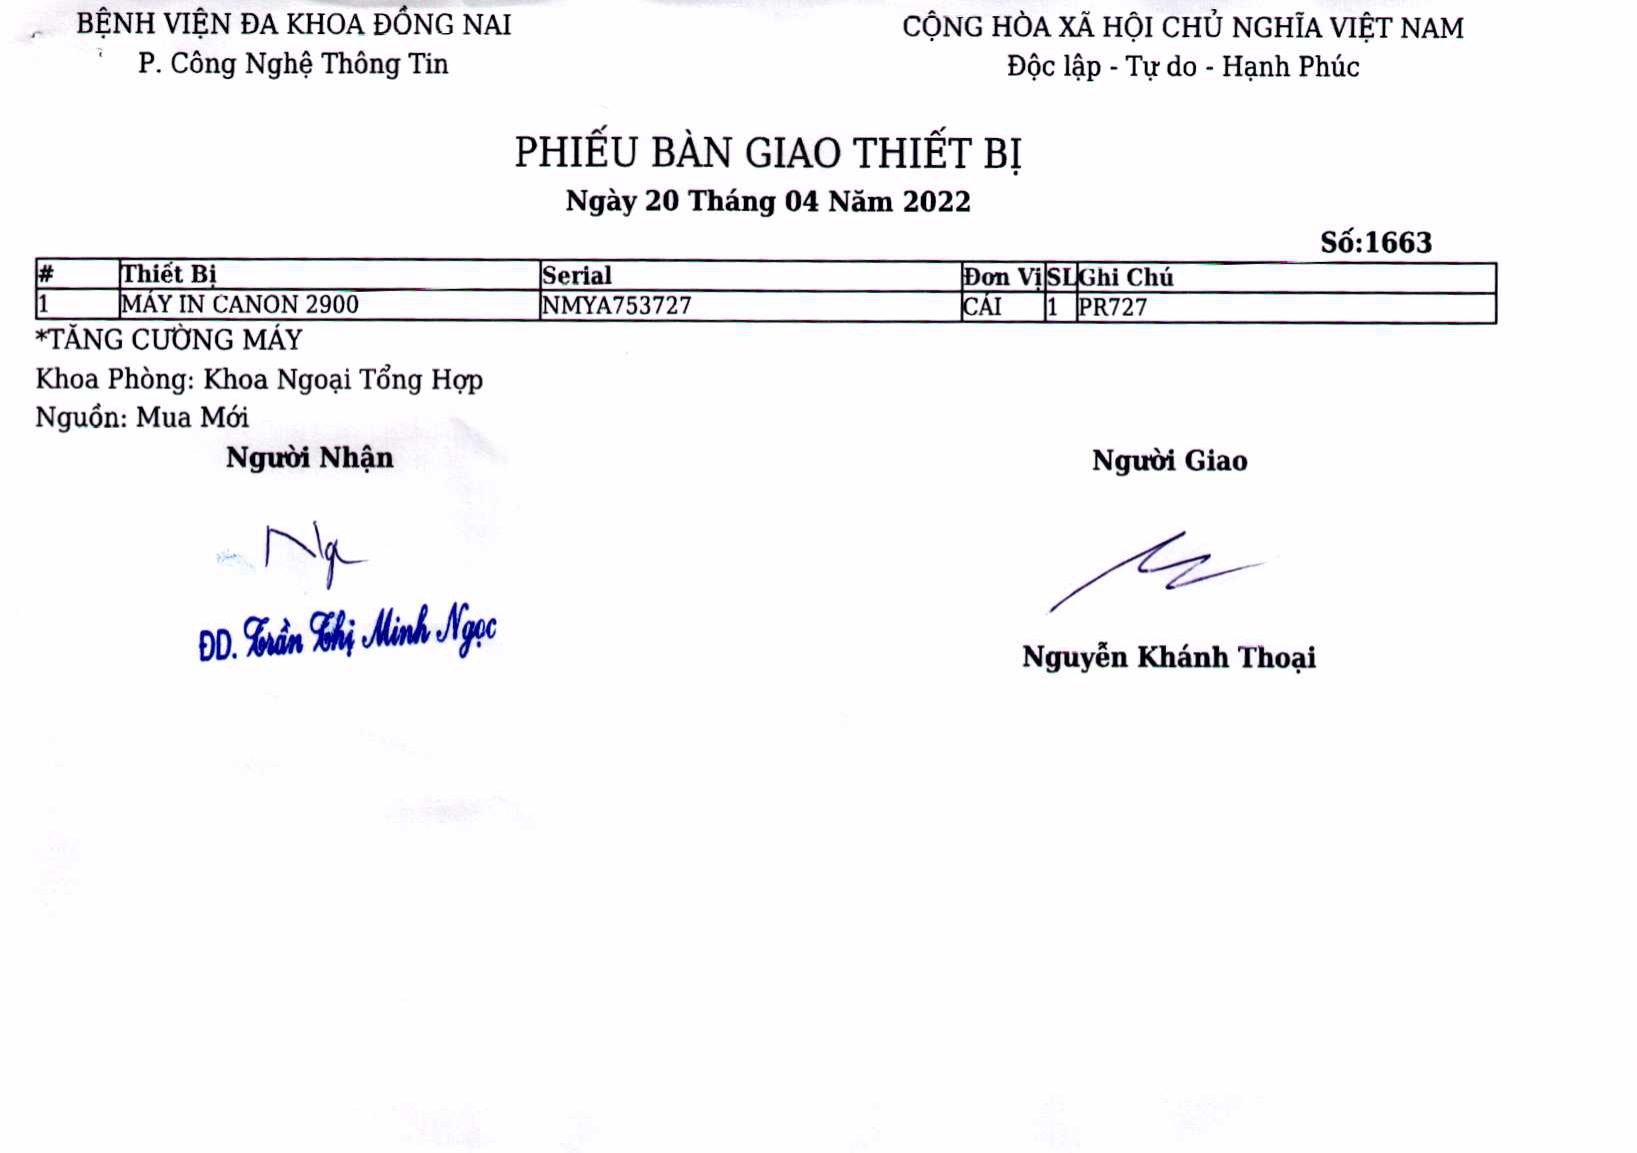 BỆNH VIỆN ĐA KHOA ĐỒNG NAI
P. Công Nghệ Thông Tin
CỘNG HÒA XÃ HỘI CHỦ NGHĨA VIỆT NAM
Độc lập - Tự do - Hạnh Phúc
PHIẾU BÀN GIAO THIẾT BỊ
Ngày 20 Tháng 04 Năm 2022
Số:1663
# Thiết Bị Serial Đơn Vị SL Ghi Chú
1 MÁY IN CANON 2900 NMYA753727 CÁI 1 PR727
*TĂNG CƯỜNG MÁY
Khoa Phòng: Khoa Ngoại Tổng Hợp
Nguồn: Mua Mới
Người Nhận
Người Giao
Ng
ĐD. Trần Thị Minh Ngọc
Nguyễn Khánh Thoại